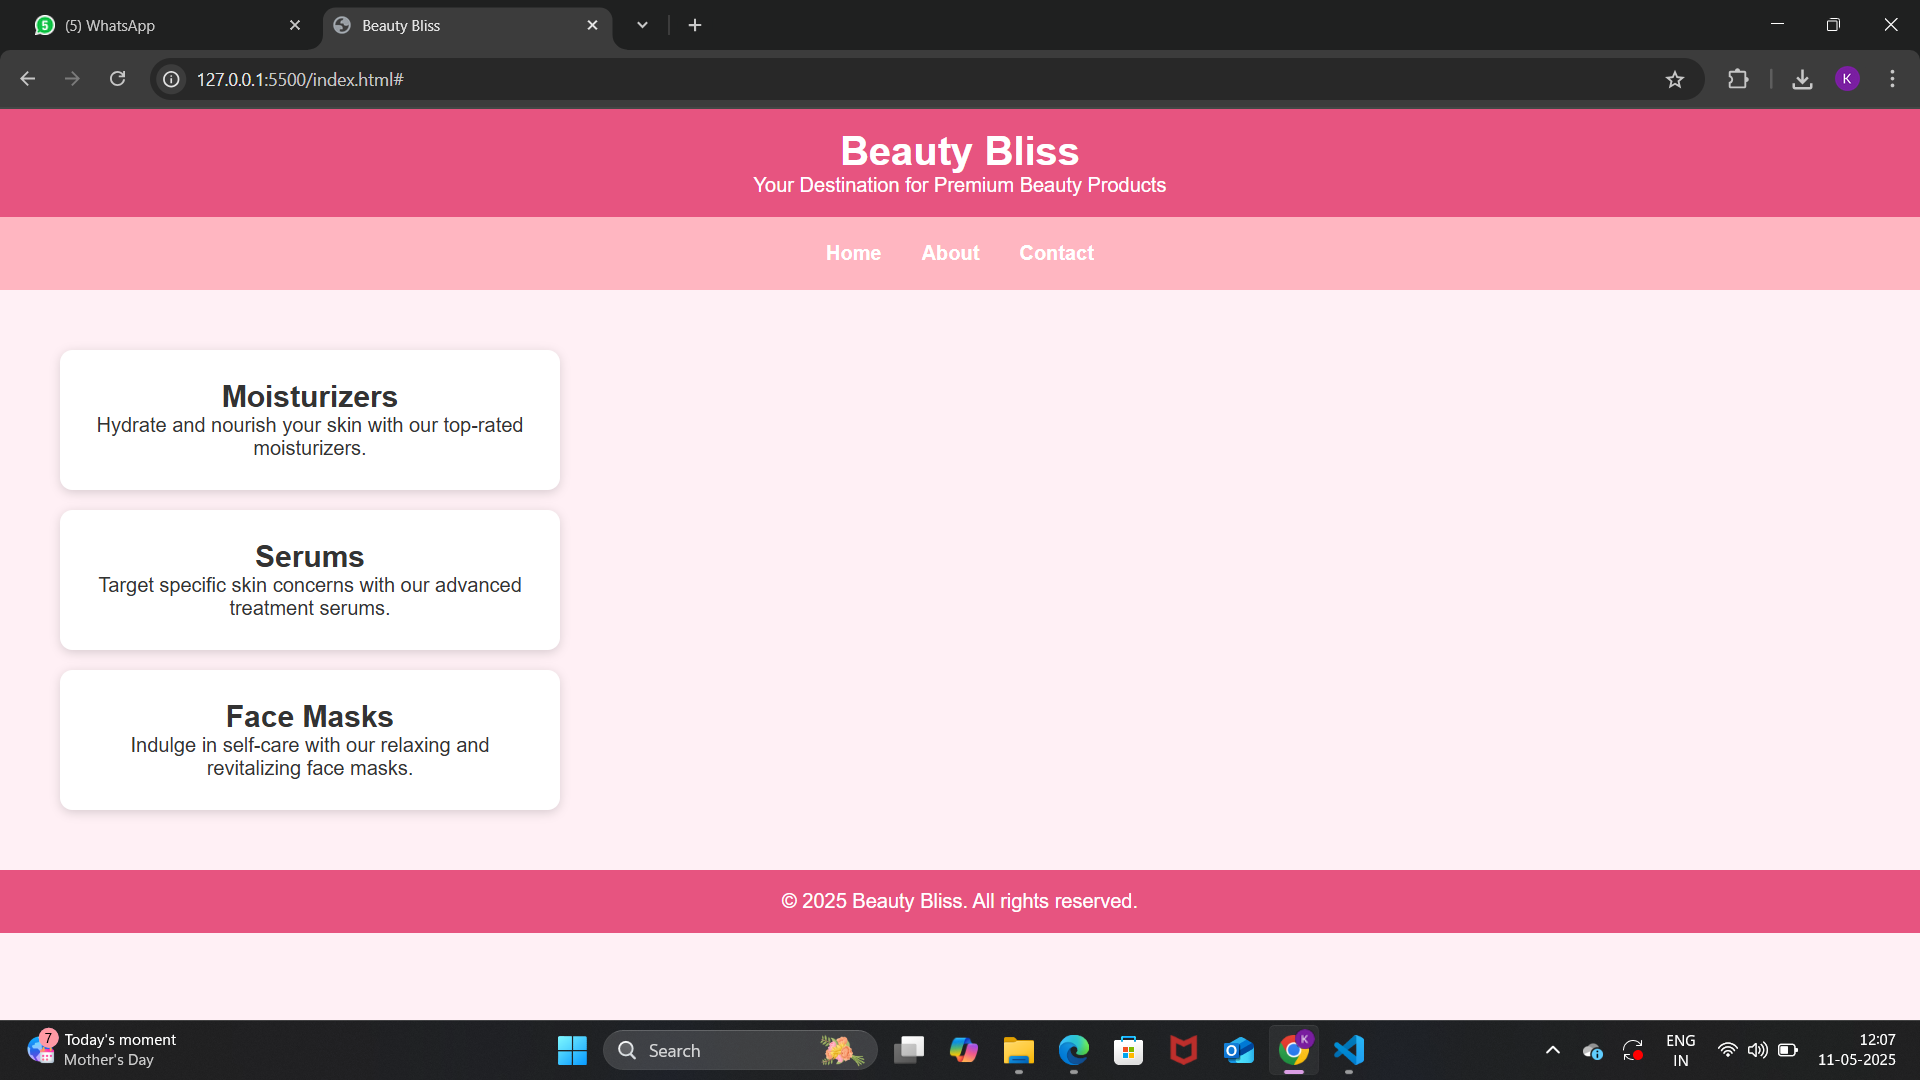 5
(5) WhatsApp
Beauty Bliss
127.0.0.1:5500/index.html#
K
Beauty Bliss
Your Destination for Premium Beauty Products
Home
About
Contact
Moisturizers
Hydrate and nourish your skin with our top-rated
moisturizers.
Serums
Target specific skin concerns with our advanced
treatment serums.
Face Masks
Indulge in self-care with our relaxing and
revitalizing face masks.
© 2025 Beauty Bliss. All rights reserved.
7
Today's moment
Mother's Day
Search
O
K
ENG
IN
12:07
11-05-2025